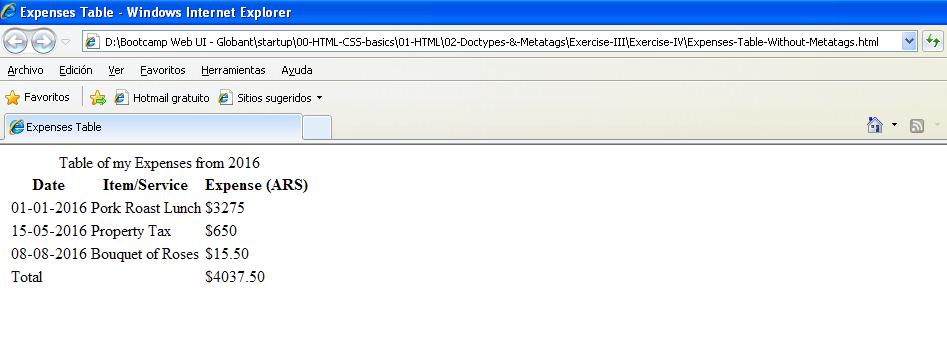 Expenses Table - Windows Internet Explorer
D:\Bootcamp Web UI - Globant\startup\00-HTML-CSS-basics\01-HTML\02-Doctypes-&-Metatags\Exercise-III\Exercise-IV\Expenses-Table-Without-Metatags.html
Archivo Edición Ver Favoritos Herramientas Ayuda
Favoritos Hotmail gratuito Sitios sugeridos
Expenses Table
Table of my Expenses from 2016
Date Item/Service Expense (ARS)
01-01-2016 Pork Roast Lunch $3275
15-05-2016 Property Tax $650
08-08-2016 Bouquet of Roses $15.50
Total $4037.50